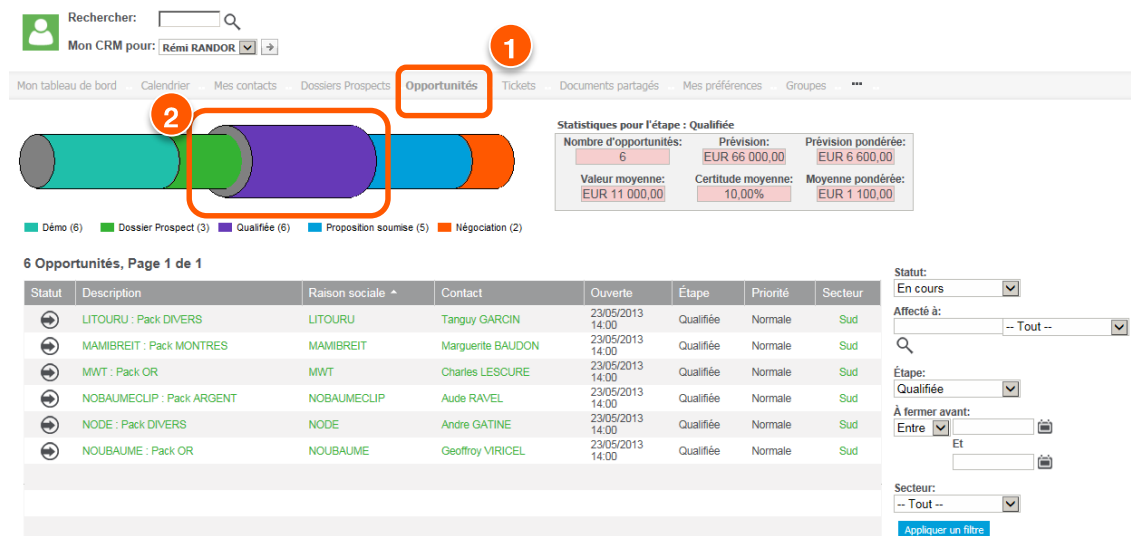 Rechercher:
Mon CRM pour: Rémi RANDOR
1
Mon tableau de bord Calendrier Mes contacts Dossiers Prospects Opportunités Tickets Documents partagés Mes préférences Groupes ...
2
Statistiques pour l'étape : Qualifiée
Nombre d'opportunités: Prévision: Prévision pondérée:
6 EUR 66 000,00 EUR 6 600,00
Valeur moyenne: Certitude moyenne: Moyenne pondérée:
EUR 11 000,00 10,00% EUR 1 100,00
Démo (6) Dossier Prospect (3) Qualifiée (6) Proposition soumise (5) Négociation (2)
6 Opportunités, Page 1 de 1
Statut Description Raison sociale Contact Ouverte Étape Priorité Secteur
LITOURU : Pack DIVERS LITOURU Tanguy GARCIN 23/05/2013 14:00 Qualifiée Normale Sud
MAMIBREIT : Pack MONTRES MAMIBREIT Marguerite BAUDON 23/05/2013 14:00 Qualifiée Normale Sud
MWT : Pack OR MWT Charles LESCURE 23/05/2013 14:00 Qualifiée Normale Sud
NOBAUMECLIP : Pack ARGENT NOBAUMECLIP Aude RAVEL 23/05/2013 14:00 Qualifiée Normale Sud
NODE : Pack DIVERS NODE Andre GATINE 23/05/2013 14:00 Qualifiée Normale Sud
NOUBAUME : Pack OR NOUBAUME Geoffroy VIRICEL 23/05/2013 14:00 Qualifiée Normale Sud
Statut:
En cours
Affecté à:
-- Tout --
Étape:
Qualifiée
À fermer avant:
Entre
Et
Secteur:
-- Tout --
Appliquer un filtre